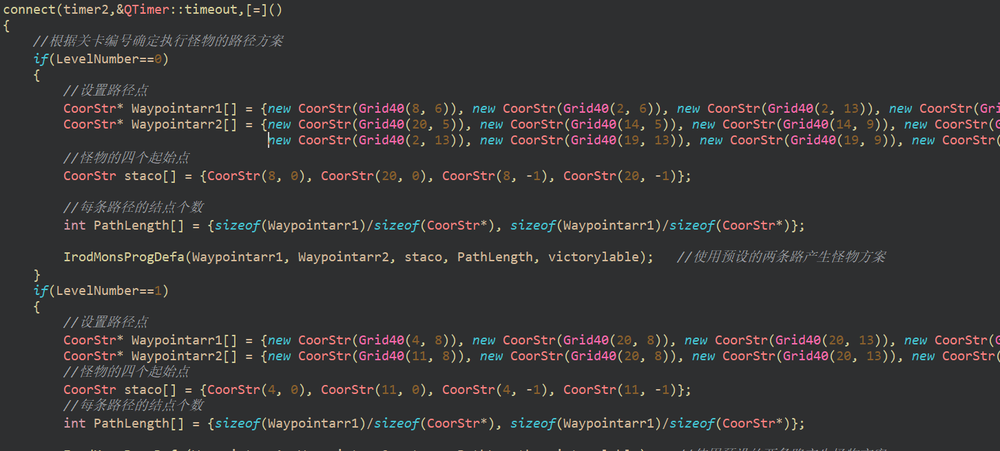 connect(timer2,&QTimer::timeout,[=]()
{
//根据关卡编号确定执行怪物的路径方案
if(LevelNumber==0)
{
//设置路径点
CoorStr* Waypointarr1[] = {new CoorStr(Grid40(8, 6)), new CoorStr(Grid40(2, 6)), new CoorStr(Grid40(2, 13)), new CoorStr(Gri
CoorStr* Waypointarr2[] = {new CoorStr(Grid40(20, 5)), new CoorStr(Grid40(14, 5)), new CoorStr(Grid40(14, 9)), new CoorStr(
new CoorStr(Grid40(2, 13)), new CoorStr(Grid40(19, 13)), new CoorStr(Grid40(19, 9)), new CoorStr(
//怪物的四个起始点
CoorStr staco[] = {CoorStr(8, 0), CoorStr(20, 0), CoorStr(8, -1), CoorStr(20, -1)};
//每条路径的结点个数
int PathLength[] = {sizeof(Waypointarr1)/sizeof(CoorStr*), sizeof(Waypointarr1)/sizeof(CoorStr*)};
IrodMonsProgDefa(Waypointarr1, Waypointarr2, staco, PathLength, victorylable); //使用预设的两条路产生怪物方案
}
if(LevelNumber==1)
{
//设置路径点
CoorStr* Waypointarr1[] = {new CoorStr(Grid40(4, 8)), new CoorStr(Grid40(20, 8)), new CoorStr(Grid40(20, 13)), new CoorStr(
CoorStr* Waypointarr2[] = {new CoorStr(Grid40(11, 8)), new CoorStr(Grid40(20, 8)), new CoorStr(Grid40(20, 13)), new CoorStr(
//怪物的四个起始点
CoorStr staco[] = {CoorStr(4, 0), CoorStr(11, 0), CoorStr(4, -1), CoorStr(11, -1)};
//每条路径的结点个数
int PathLength[] = {sizeof(Waypointarr1)/sizeof(CoorStr*), sizeof(Waypointarr1)/sizeof(CoorStr*)};